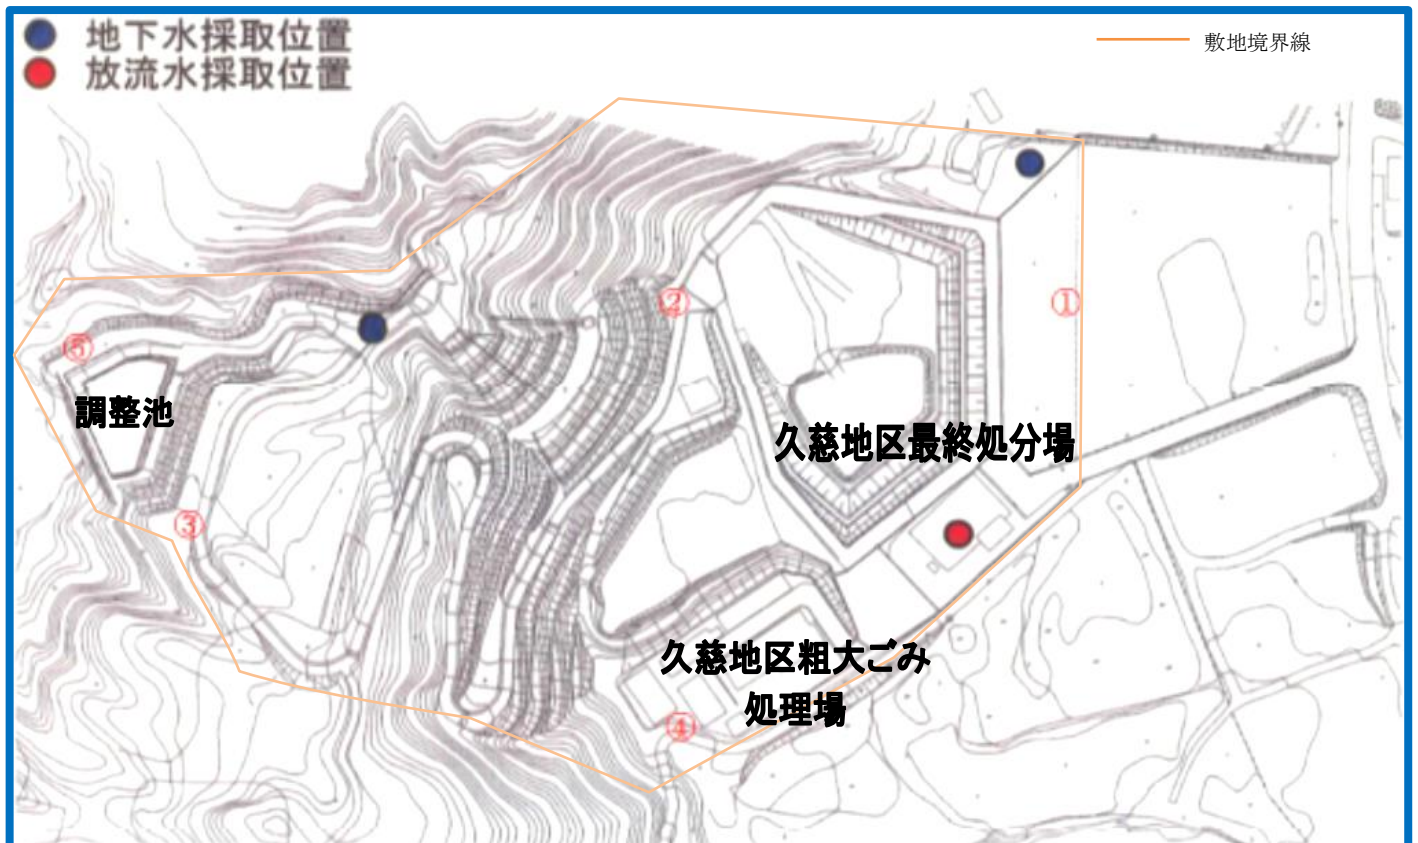 地下水採取位置
放流水採取位置
敷地境界線
②
①
⑤
調整池
久慈地区最終処分場
③
久慈地区粗大ごみ
処理場
④